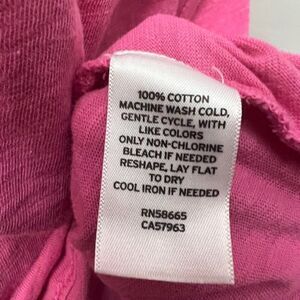 100% COTTON
MACHINE WASH COLD,
GENTLE CYCLE, WITH
LIKE COLORS
ONLY NON-CHLORINE
BLEACH IF NEEDED
RESHAPE, LAY FLAT
TO DRY
COOL IRON IF NEEDED
RN58665
CA57963